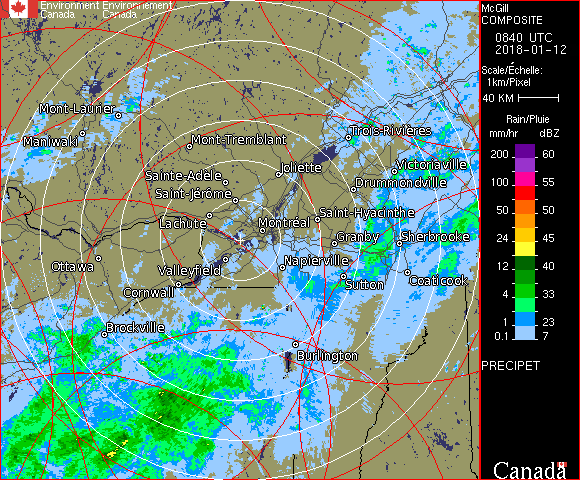 Environment Environnement
Canada Canada
Mont-Laurier
Maniwaki
Mont-Tremblant
Trois-Rivières
Joliette
Victoriaville
Sainte-Adèle
Drummondville
Saint-Jérôme
Lachute
Saint-Hyacinthe
Montréal
Granby
Sherbrooke
Ottawa
Valleyfield
Napierville
Cornwall
Sutton
Coaticook
Brockville
Burlington
McGill
COMPOSITE
0840 UTC
2018-01-12
Scale/Échelle:
1km/Pixel
40 KM
Rain/Pluie
mm/hr dBZ
200 60
100 55
50 50
24 45
12 40
4 33
1 23
0.1 7
PRECIPET
Canada